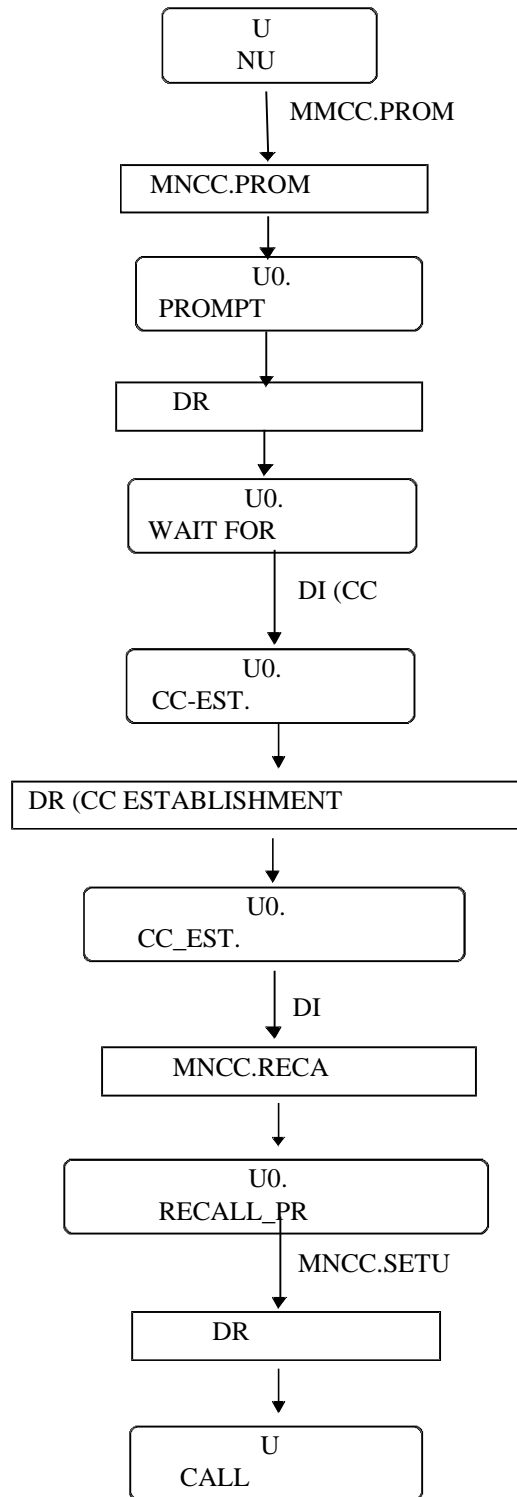 U
NU
MMCC.PROM
MNCC.PROM
U0.
PROMPT
DR
U0.
WAIT FOR
DI (CC
U0.
CC-EST.
DR (CC ESTABLISHMENT
U0.
CC_EST.
DI
MNCC.RECA
U0.
RECALL_PR
MNCC.SETU
DR
U
CALL